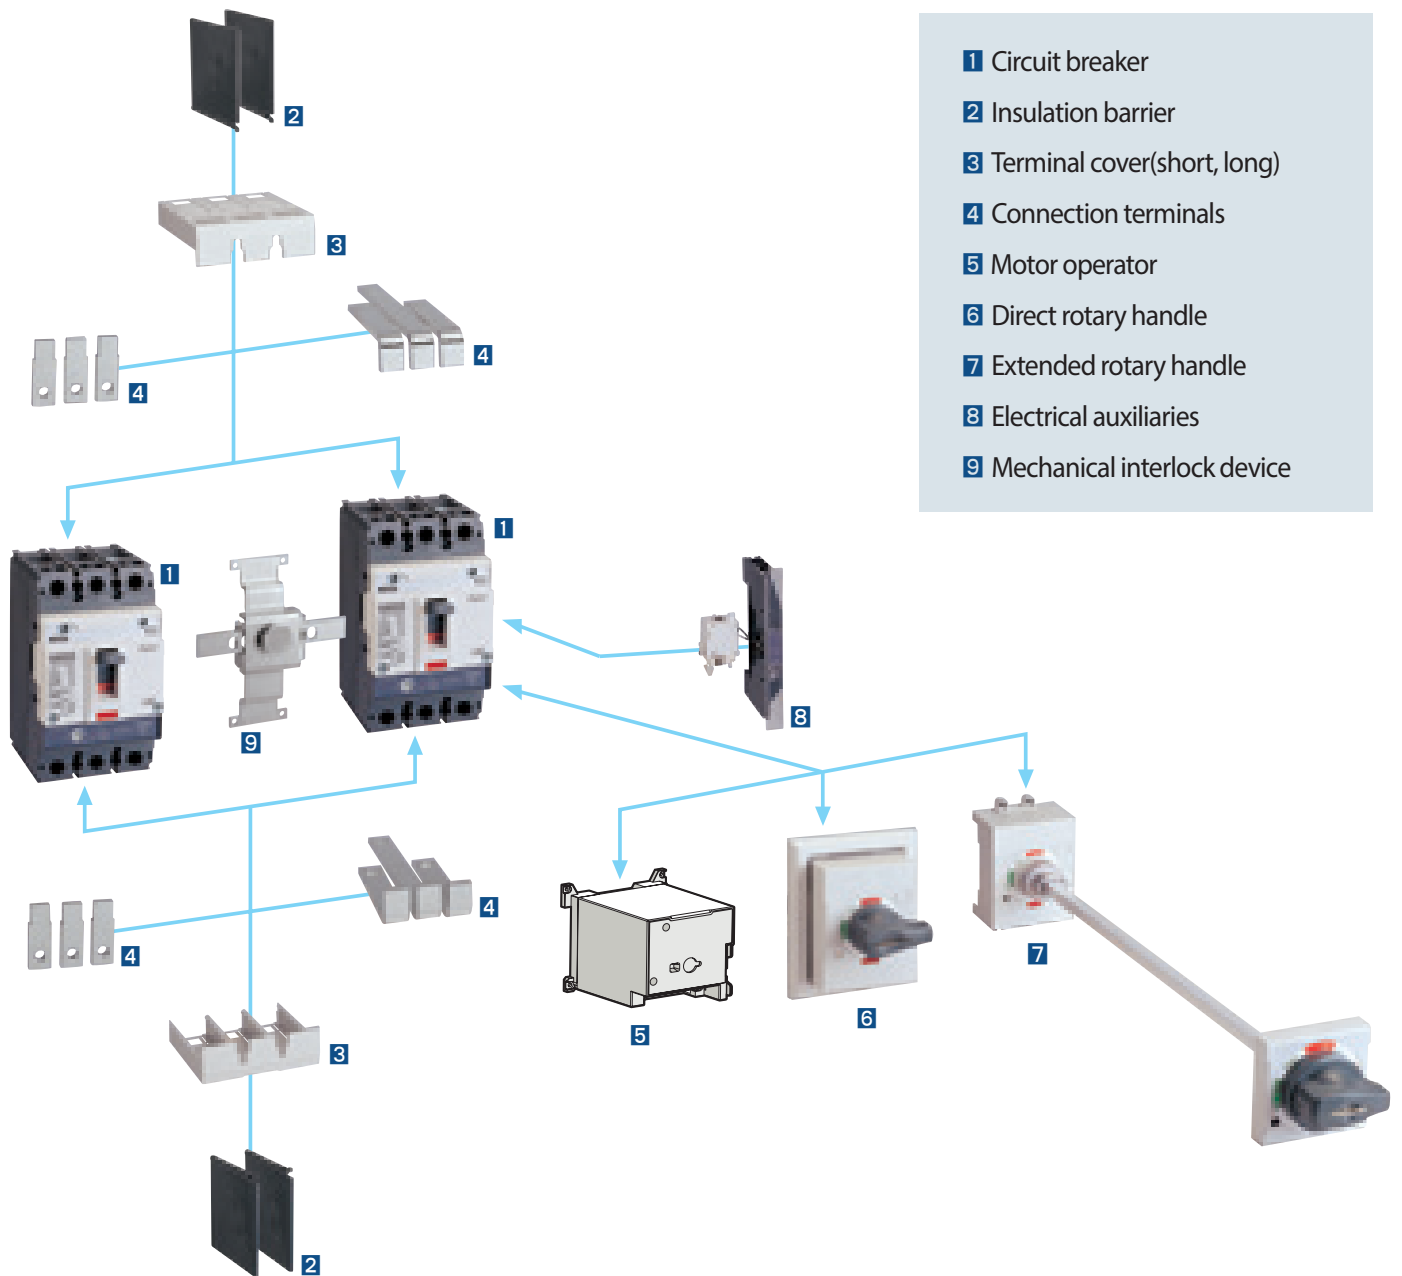 1 Circuit breaker
2 Insulation barrier
3 Terminal cover(short, long)
4 Connection terminals
5 Motor operator
6 Direct rotary handle
7 Extended rotary handle
8 Electrical auxiliaries
9 Mechanical interlock device
2
3
4
4
1
1
9
8
4
4
5
6
7
3
2